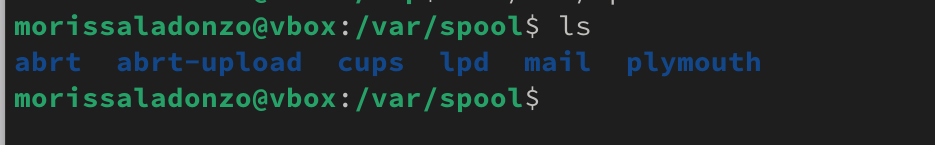 morissaladonzo@vbox:/var/spool$ ls
abrt  abrt-upload  cups  lpd  mail  plymouth
morissaladonzo@vbox:/var/spool$